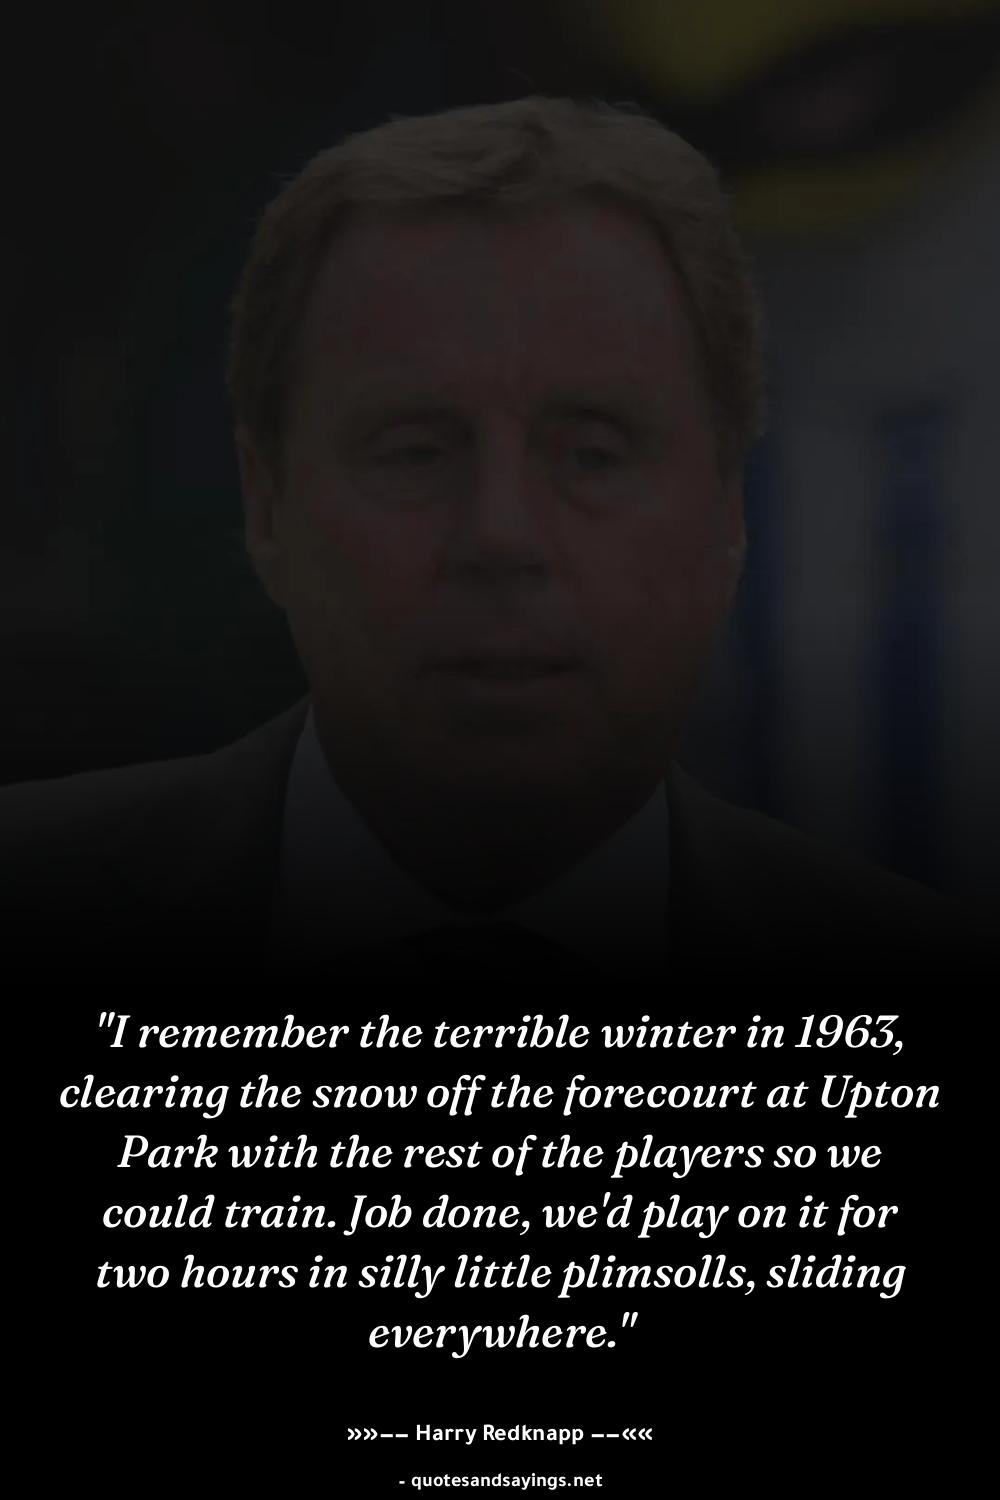 "I remember the terrible winter in 1963,
clearing the snow off the forecourt at Upton
Park with the rest of the players so we
could train. Job done, we'd play on it for
two hours in silly little plimsolls, sliding
everywhere."
»»-- Harry Redknapp --««
- quotesandsayings.net